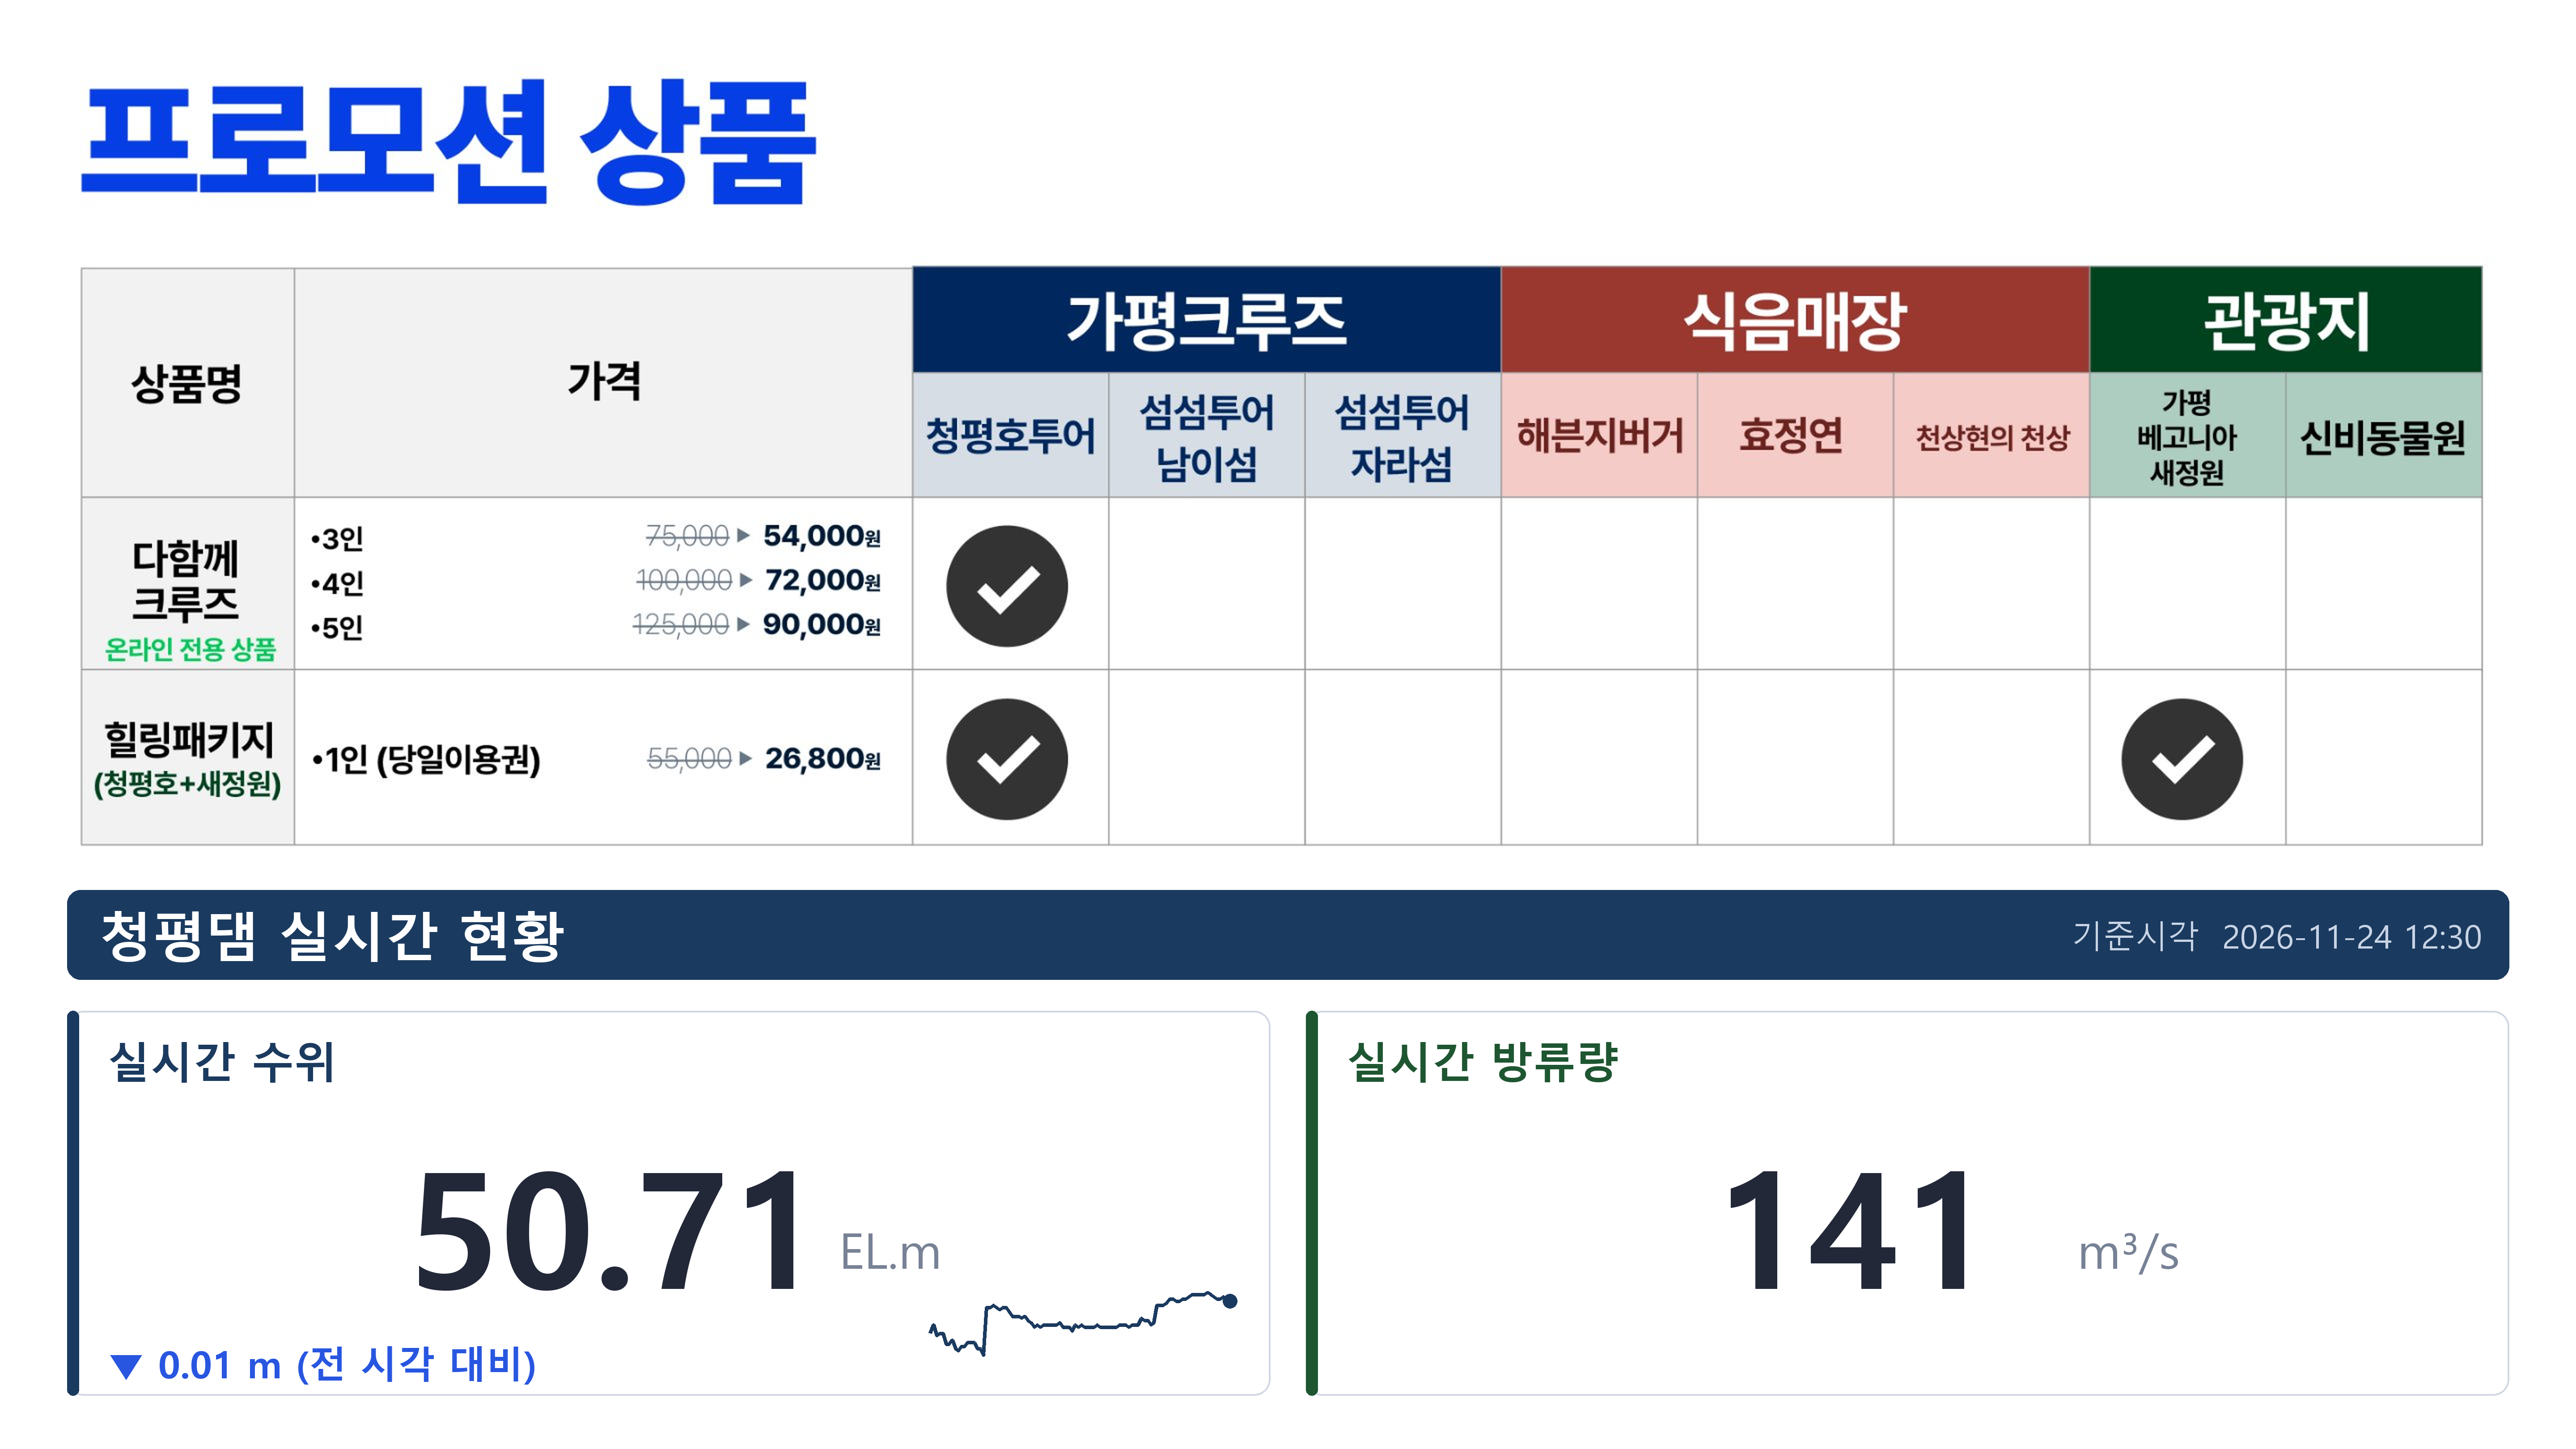 프로모션 상품
상품명
가격
가평크루즈
식음매장
관광지
청평호투어
섬섬투어
남이섬
섬섬투어
자라섬
해븐지버거
효정연
천상현의 천상
가평
베고니아
새정원
신비동물원
다함께
크루즈
온라인 전용 상품
•3인 75,000 ▶ 54,000원
•4인 100,000 ▶ 72,000원
•5인 125,000 ▶ 90,000원
힐링패키지
(청평호+새정원)
•1인 (당일이용권) 55,000 ▶ 26,800원
청평댐 실시간 현황
기준시각 2026-11-24 12:30
실시간 수위
50.71 EL.m
▼ 0.01 m (전 시각 대비)
실시간 방류량
141 m³/s